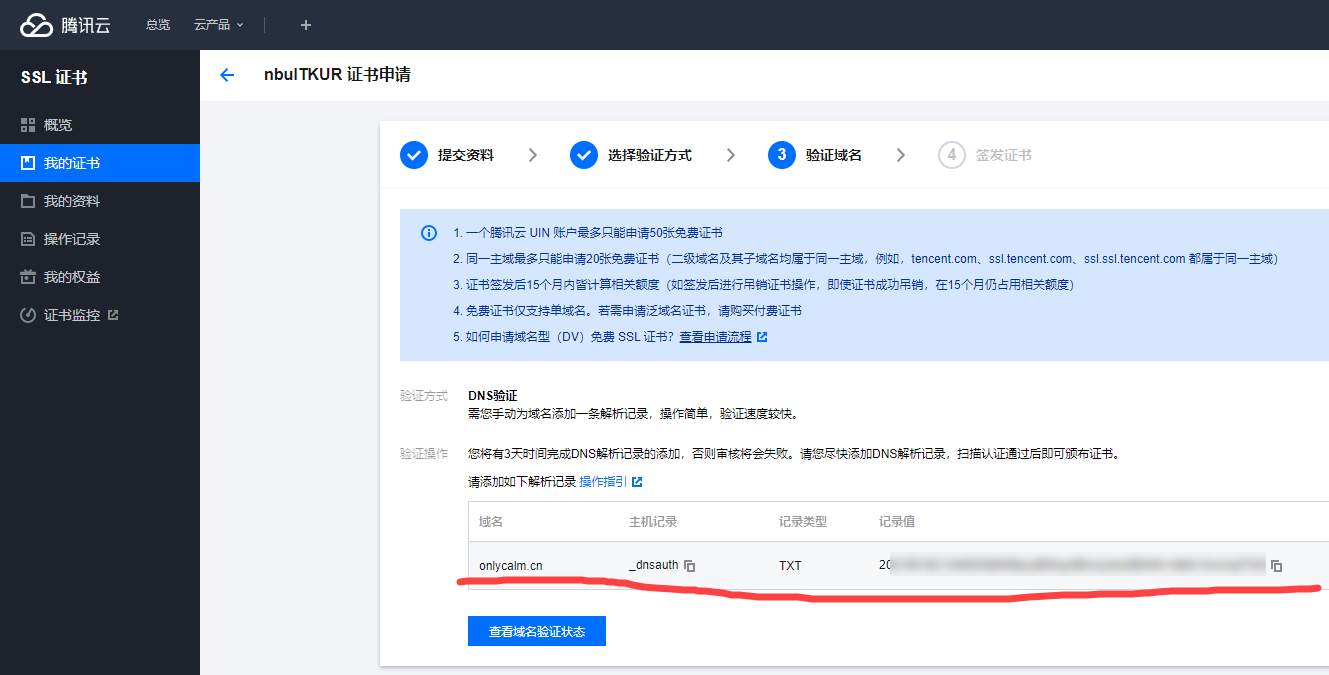 腾讯云 总览 云产品
SSL 证书
概览
我的证书
我的资料
操作记录
我的权益
证书监控
nbuITKUR 证书申请
提交资料 选择验证方式 3 验证域名 4 签发证书
1. 一个腾讯云 UIN 账户最多只能申请50张免费证书
2. 同一主域最多只能申请20张免费证书（二级域名及其子域名均属于同一主域，例如，tencent.com、ssl.tencent.com、ssl.ssl.tencent.com 都属于同一主域）
3. 证书签发后15个月内皆计算相关额度（如签发后进行吊销证书操作，即使证书成功吊销，在15个月仍占用相关额度）
4. 免费证书仅支持单域名。若需申请泛域名证书，请购买付费证书
5. 如何申请域名型（DV）免费 SSL 证书？查看申请流程
验证方式 DNS验证
需您手动为域名添加一条解析记录，操作简单，验证速度较快。
验证操作 您将有3天时间完成DNS解析记录的添加，否则审核将会失败。请您尽快添加DNS解析记录，扫描认证通过后即可颁布证书。
请添加如下解析记录 操作指引
域名 主机记录 记录类型 记录值
onlycalm.cn _dnsauth TXT 20
查看域名验证状态